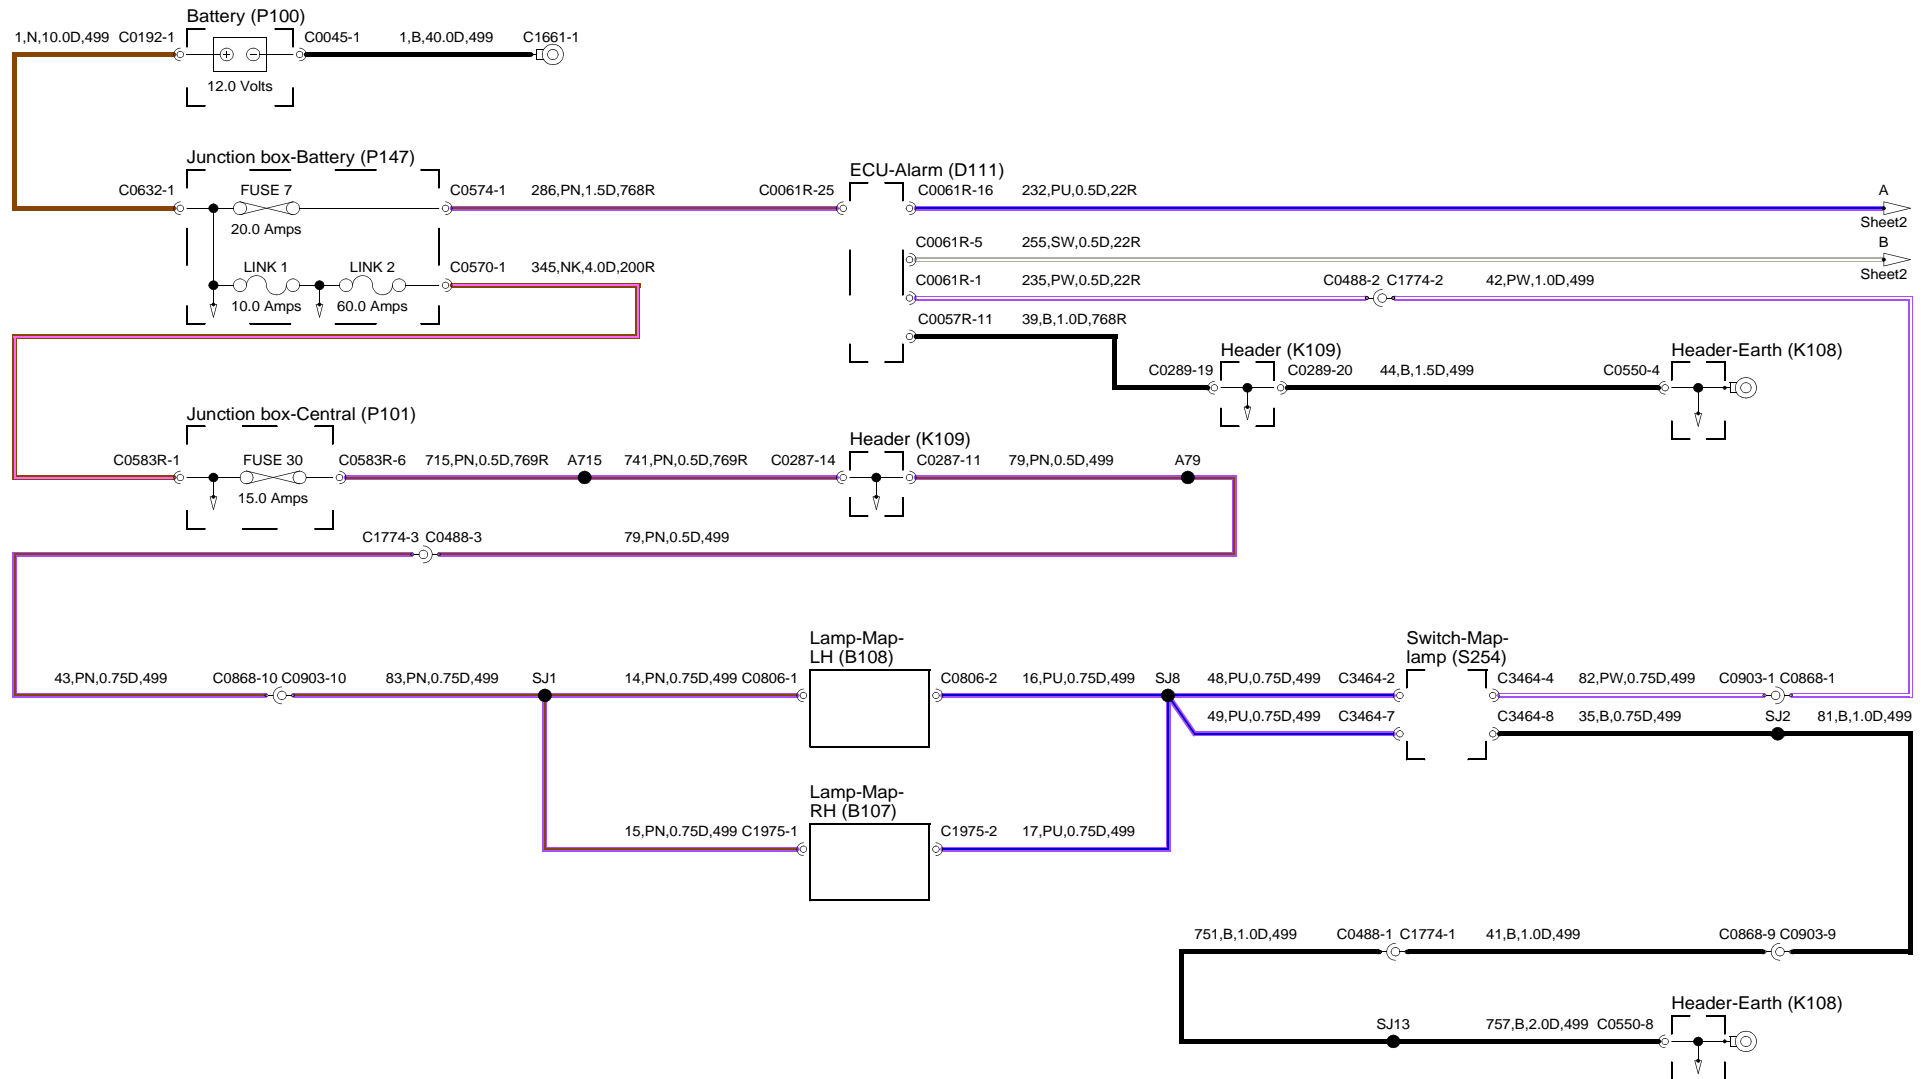 Battery (P100)
1,N,10.0D,499 C0192-1 C0045-1 1,B,40.0D,499 C1661-1
12.0 Volts
Junction box-Battery (P147)
ECU-Alarm (D111)
C0632-1 FUSE 7 C0574-1 286,PN,1.5D,768R C0061R-25 C0061R-16 232,PU,0.5D,22R A
20.0 Amps
Sheet2
C0061R-5 255,SW,0.5D,22R B
LINK 1 LINK 2 C0570-1 345,NK,4.0D,200R
Sheet2
C0061R-1 235,PW,0.5D,22R C0488-2 C1774-2 42,PW,1.0D,499
10.0 Amps 60.0 Amps
C0057R-11 39,B,1.0D,768R
Header (K109) Header-Earth (K108)
C0289-19 C0289-20 44,B,1.5D,499 C0550-4
Junction box-Central (P101)
Header (K109)
C0583R-1 FUSE 30 C0583R-6 715,PN,0.5D,769R A715 741,PN,0.5D,769R C0287-14 C0287-11 79,PN,0.5D,499 A79
15.0 Amps
C1774-3 C0488-3 79,PN,0.5D,499
Lamp-Map-
LH (B108)
Switch-Map-
lamp (S254)
43,PN,0.75D,499 C0868-10 C0903-10 83,PN,0.75D,499 SJ1 14,PN,0.75D,499 C0806-1 C0806-2 16,PU,0.75D,499 SJ8 48,PU,0.75D,499 C3464-2 C3464-4 82,PW,0.75D,499 C0903-1 C0868-1
49,PU,0.75D,499 C3464-7 C3464-8 35,B,0.75D,499 SJ2 81,B,1.0D,499
Lamp-Map-
RH (B107)
15,PN,0.75D,499 C1975-1 C1975-2 17,PU,0.75D,499
751,B,1.0D,499 C0488-1 C1774-1 41,B,1.0D,499 C0868-9 C0903-9
Header-Earth (K108)
SJ13 757,B,2.0D,499 C0550-8